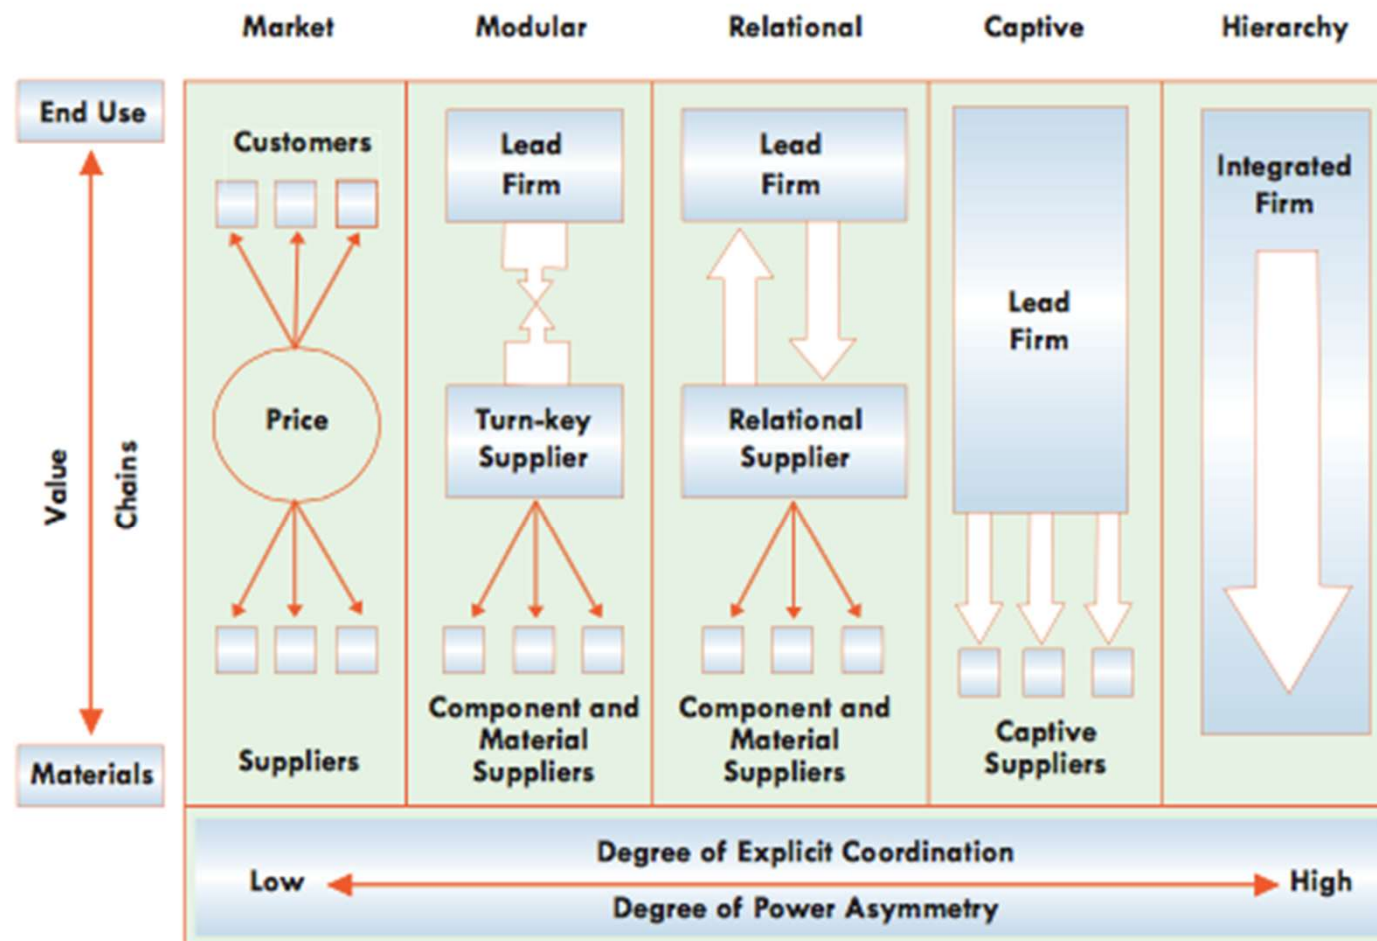 Market
Modular
Relational
Captive
Hierarchy
End Use
Value
Chains
Materials
Customers
Price
Suppliers
Lead
Firm
Turn-key
Supplier
Component and
Material
Suppliers
Lead
Firm
Relational
Supplier
Component and
Material
Suppliers
Lead
Firm
Captive
Suppliers
Integrated
Firm
Degree of Explicit Coordination
Low
High
Degree of Power Asymmetry